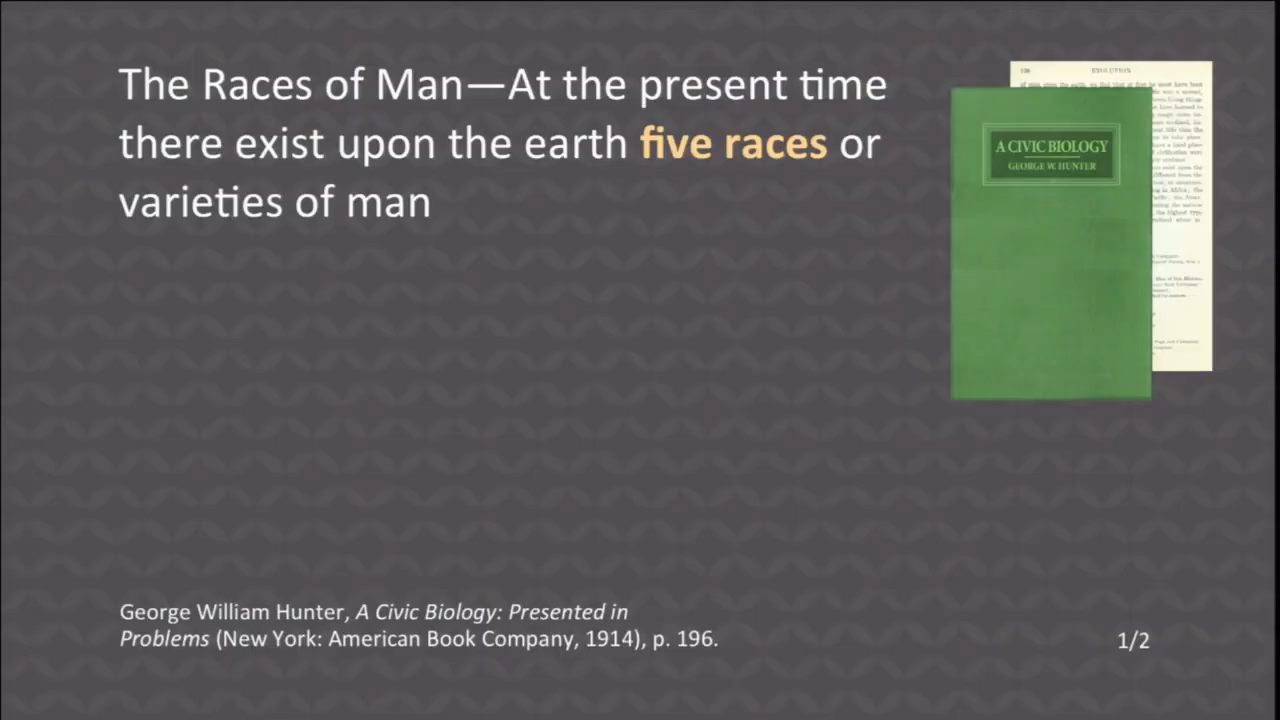 The Races of Man—At the present time
there exist upon the earth five races or
varieties of man
A CIVIC BIOLOGY
GEORGE W. HUNTER
196
EVOLUTION
George William Hunter, A Civic Biology: Presented in
Problems (New York: American Book Company, 1914), p. 196.
1/2